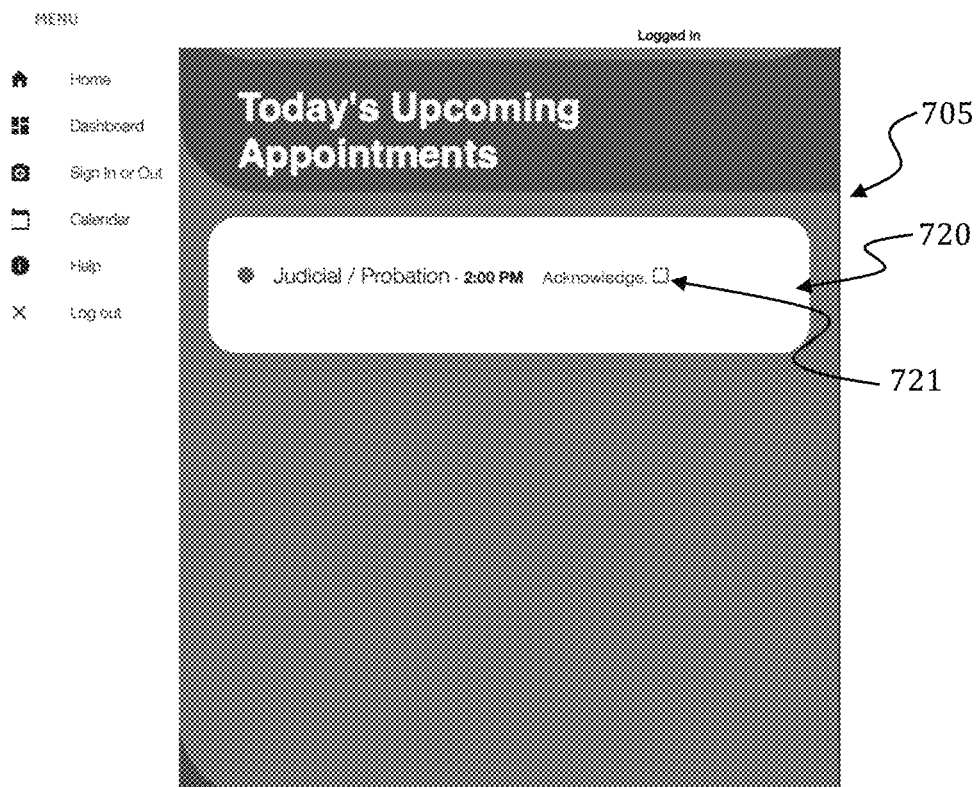 MENU
Logged in
Home
Dashboard
Sign In or Out
Calendar
Help
Log out
Today's Upcoming
Appointments
Judicial / Probation - 2:00 PM Acknowledge.
705
720
721